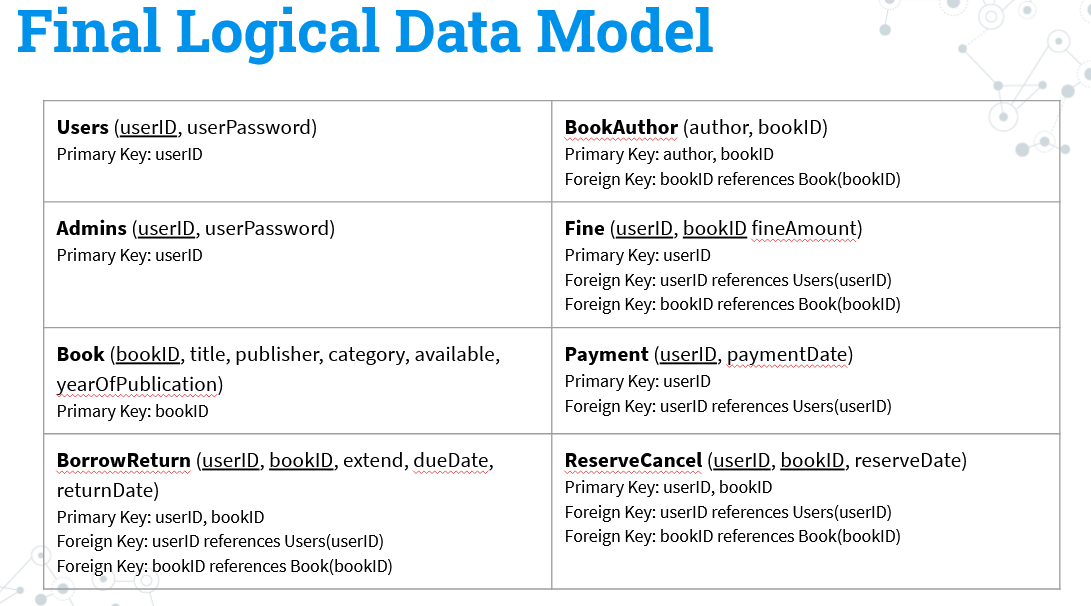 Final Logical Data Model
Users (userID, userPassword)
Primary Key: userID
BookAuthor (author, bookID)
Primary Key: author, bookID
Foreign Key: bookID references Book(bookID)
Admins (userID, userPassword)
Primary Key: userID
Fine (userID, bookID fineAmount)
Primary Key: userID
Foreign Key: userID references Users(userID)
Foreign Key: bookID references Book(bookID)
Book (bookID, title, publisher, category, available,
yearOfPublication)
Primary Key: bookID
Payment (userID, paymentDate)
Primary Key: userID
Foreign Key: userID references Users(userID)
BorrowReturn (userID, bookID, extend, dueDate,
returnDate)
Primary Key: userID, bookID
Foreign Key: userID references Users(userID)
Foreign Key: bookID references Book(bookID)
ReserveCancel (userID, bookID, reserveDate)
Primary Key: userID, bookID
Foreign Key: userID references Users(userID)
Foreign Key: bookID references Book(bookID)